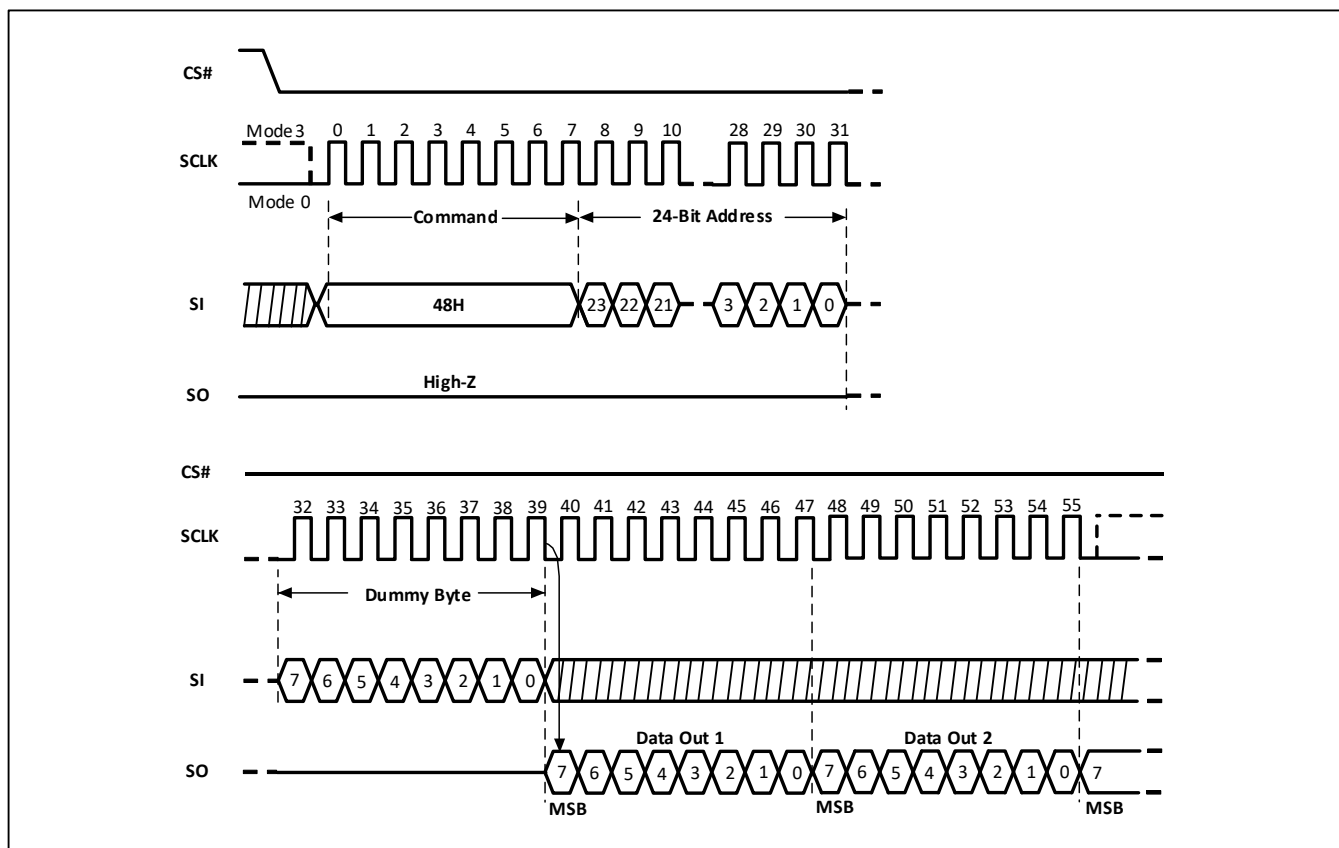 CS#
Mode 3 0 1 2 3 4 5 6 7 8 9 10 28 29 30 31
SCLK
Mode 0
Command 24-Bit Address
SI 48H 23 22 21 3 2 1 0
High-Z
SO
CS#
32 33 34 35 36 37 38 39 40 41 42 43 44 45 46 47 48 49 50 51 52 53 54 55
SCLK
Dummy Byte
SI 7 6 5 4 3 2 1 0
Data Out 1 Data Out 2
SO 7 6 5 4 3 2 1 0 7 6 5 4 3 2 1 0 7
MSB MSB MSB